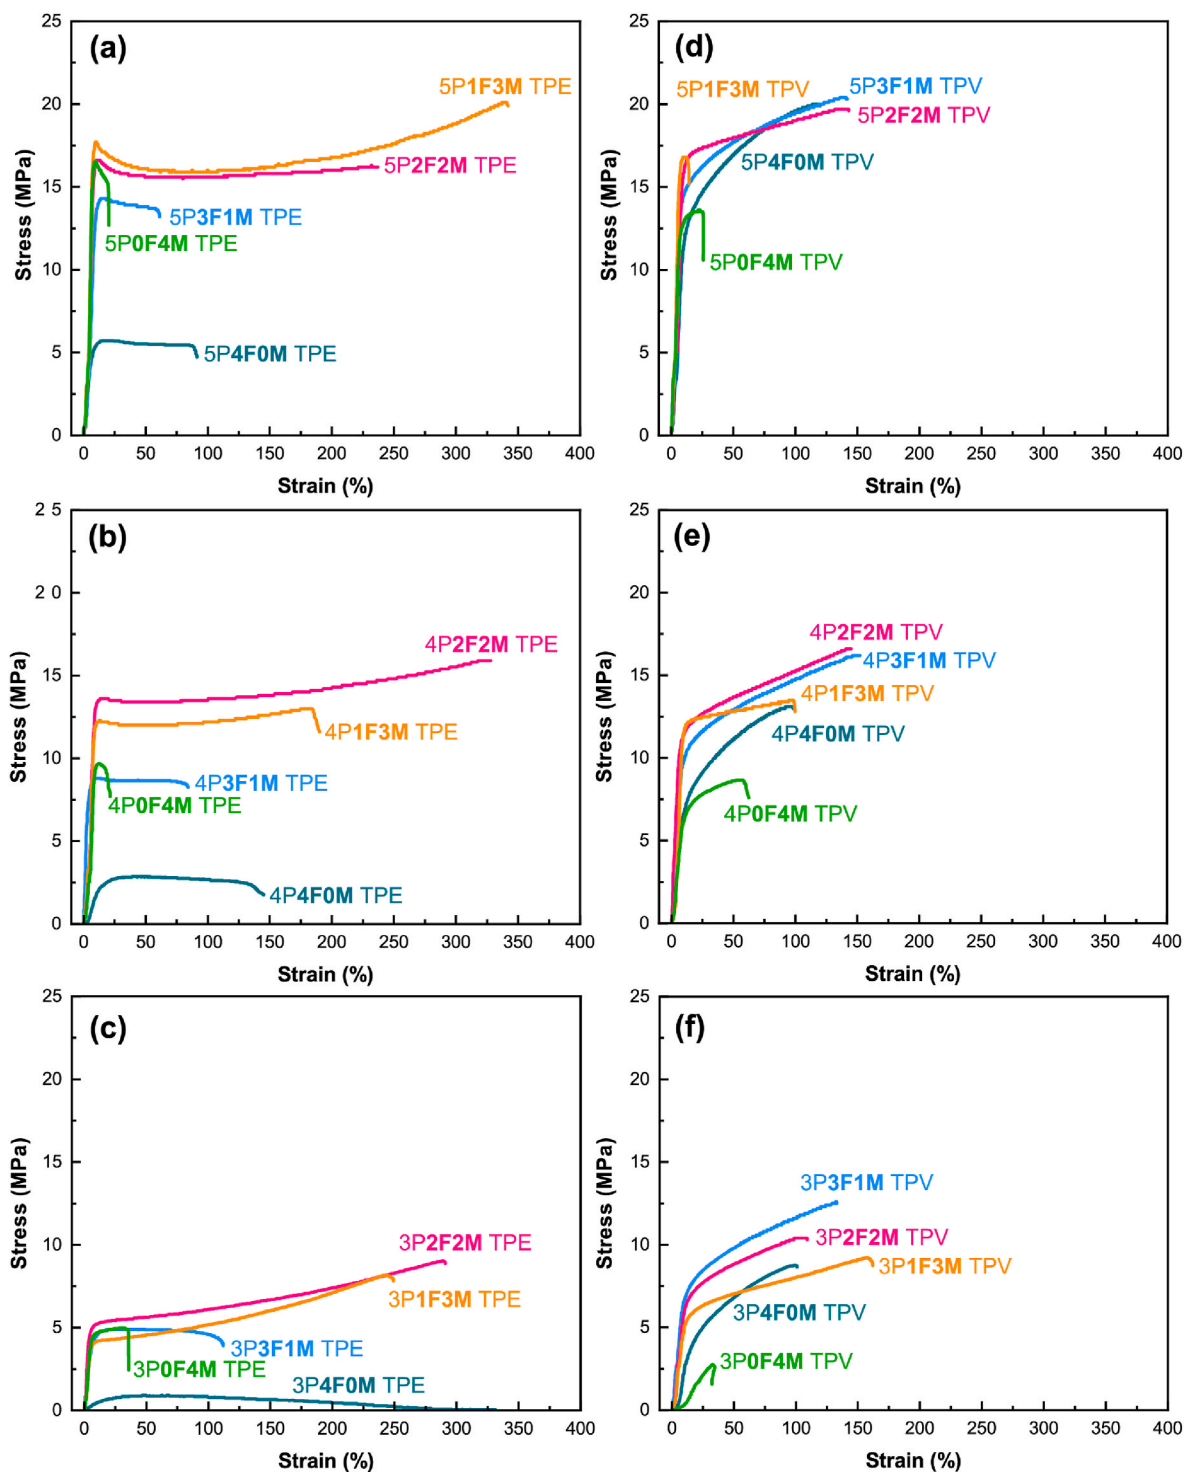 (a)
25
20
15
10
5
0
Stress (MPa)
5P1F3M TPE
5P2F2M TPE
5P3F1M TPE
5P0F4M TPE
5P4F0M TPE
0 50 100 150 200 250 300 350 400
Strain (%)
(d)
25
20
15
10
5
0
Stress (MPa)
5P1F3M TPV
5P3F1M TPV
5P2F2M TPV
5P4F0M TPV
5P0F4M TPV
0 50 100 150 200 250 300 350 400
Strain (%)
(b)
2 5
2 0
15
10
5
0
Stress (MPa)
4P2F2M TPE
4P1F3M TPE
4P3F1M TPE
4P0F4M TPE
4P4F0M TPE
0 50 100 150 200 250 300 350 400
Strain (%)
(e)
25
20
15
10
5
0
Stress (MPa)
4P2F2M TPV
4P3F1M TPV
4P1F3M TPV
4P4F0M TPV
4P0F4M TPV
0 50 100 150 200 250 300 350 400
Strain (%)
(c)
25
20
15
10
5
0
Stress (MPa)
3P2F2M TPE
3P1F3M TPE
3P3F1M TPE
3P0F4M TPE
3P4F0M TPE
0 50 100 150 200 250 300 350 400
Strain (%)
(f)
25
20
15
10
5
0
Stress (MPa)
3P3F1M TPV
3P2F2M TPV
3P1F3M TPV
3P4F0M TPV
3P0F4M TPV
0 50 100 150 200 250 300 350 400
Strain (%)